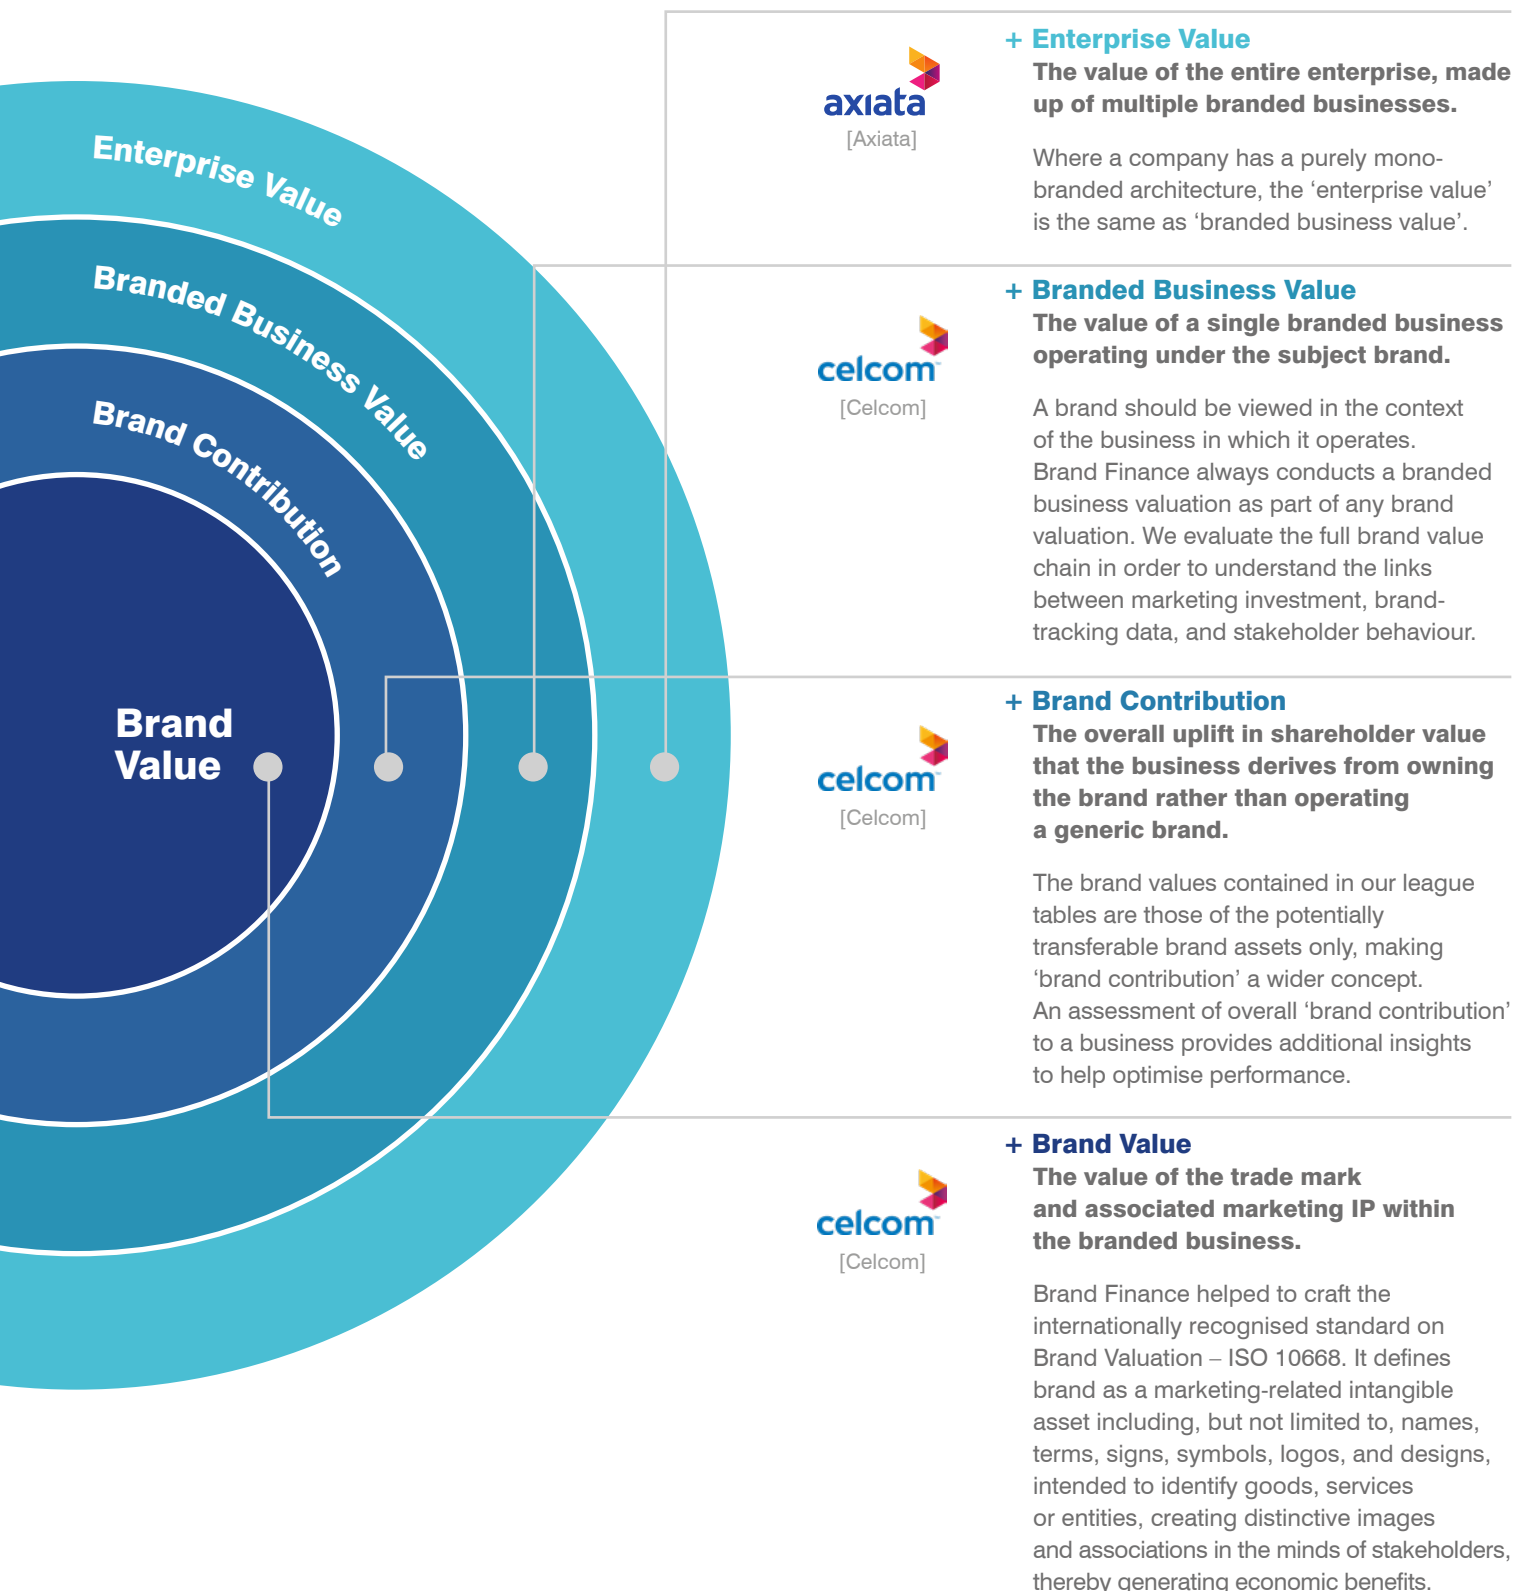 Enterprise Value
Branded Business Value
Brand Contribution
Brand
Value
axiata
[Axiata]
+ Enterprise Value
The value of the entire enterprise, made
up of multiple branded businesses.
Where a company has a purely mono-
branded architecture, the ‘enterprise value’
is the same as ‘branded business value’.
celcom™
[Celcom]
+ Branded Business Value
The value of a single branded business
operating under the subject brand.
A brand should be viewed in the context
of the business in which it operates.
Brand Finance always conducts a branded
business valuation as part of any brand
valuation. We evaluate the full brand value
chain in order to understand the links
between marketing investment, brand-
tracking data, and stakeholder behaviour.
celcom™
[Celcom]
+ Brand Contribution
The overall uplift in shareholder value
that the business derives from owning
the brand rather than operating
a generic brand.
The brand values contained in our league
tables are those of the potentially
transferable brand assets only, making
‘brand contribution’ a wider concept.
An assessment of overall ‘brand contribution’
to a business provides additional insights
to help optimise performance.
celcom™
[Celcom]
+ Brand Value
The value of the trade mark
and associated marketing IP within
the branded business.
Brand Finance helped to craft the
internationally recognised standard on
Brand Valuation – ISO 10668. It defines
brand as a marketing-related intangible
asset including, but not limited to, names,
terms, signs, symbols, logos, and designs,
intended to identify goods, services
or entities, creating distinctive images
and associations in the minds of stakeholders,
thereby generating economic benefits.